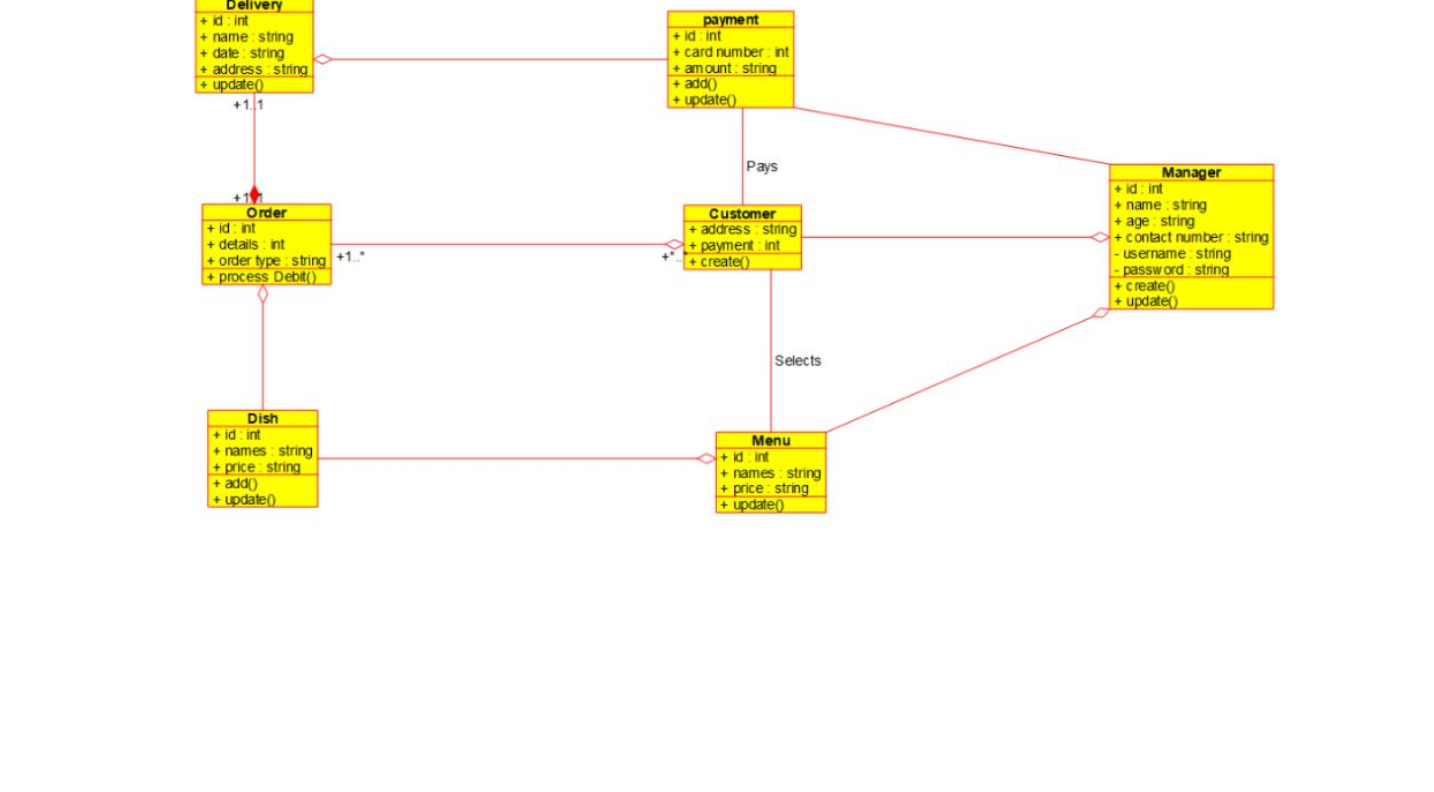 Delivery
+ id : int
+ name : string
+ date : string
+ address : string
+ update()
+1..1
+1..1
payment
+ id : int
+ card number : int
+ amount : string
+ add()
+ update()
Pays
Manager
+ id : int
+ name : string
+ age : string
+ contact number : string
- username : string
- password : string
+ create()
+ update()
Order
+ id : int
+ details : int
+ order type : string
+ process Debit()
+1..*
+*..
Customer
+ address : string
+ payment : int
+ create()
Selects
Dish
+ id : int
+ names : string
+ price : string
+ add()
+ update()
Menu
+ id : int
+ names : string
+ price : string
+ update()